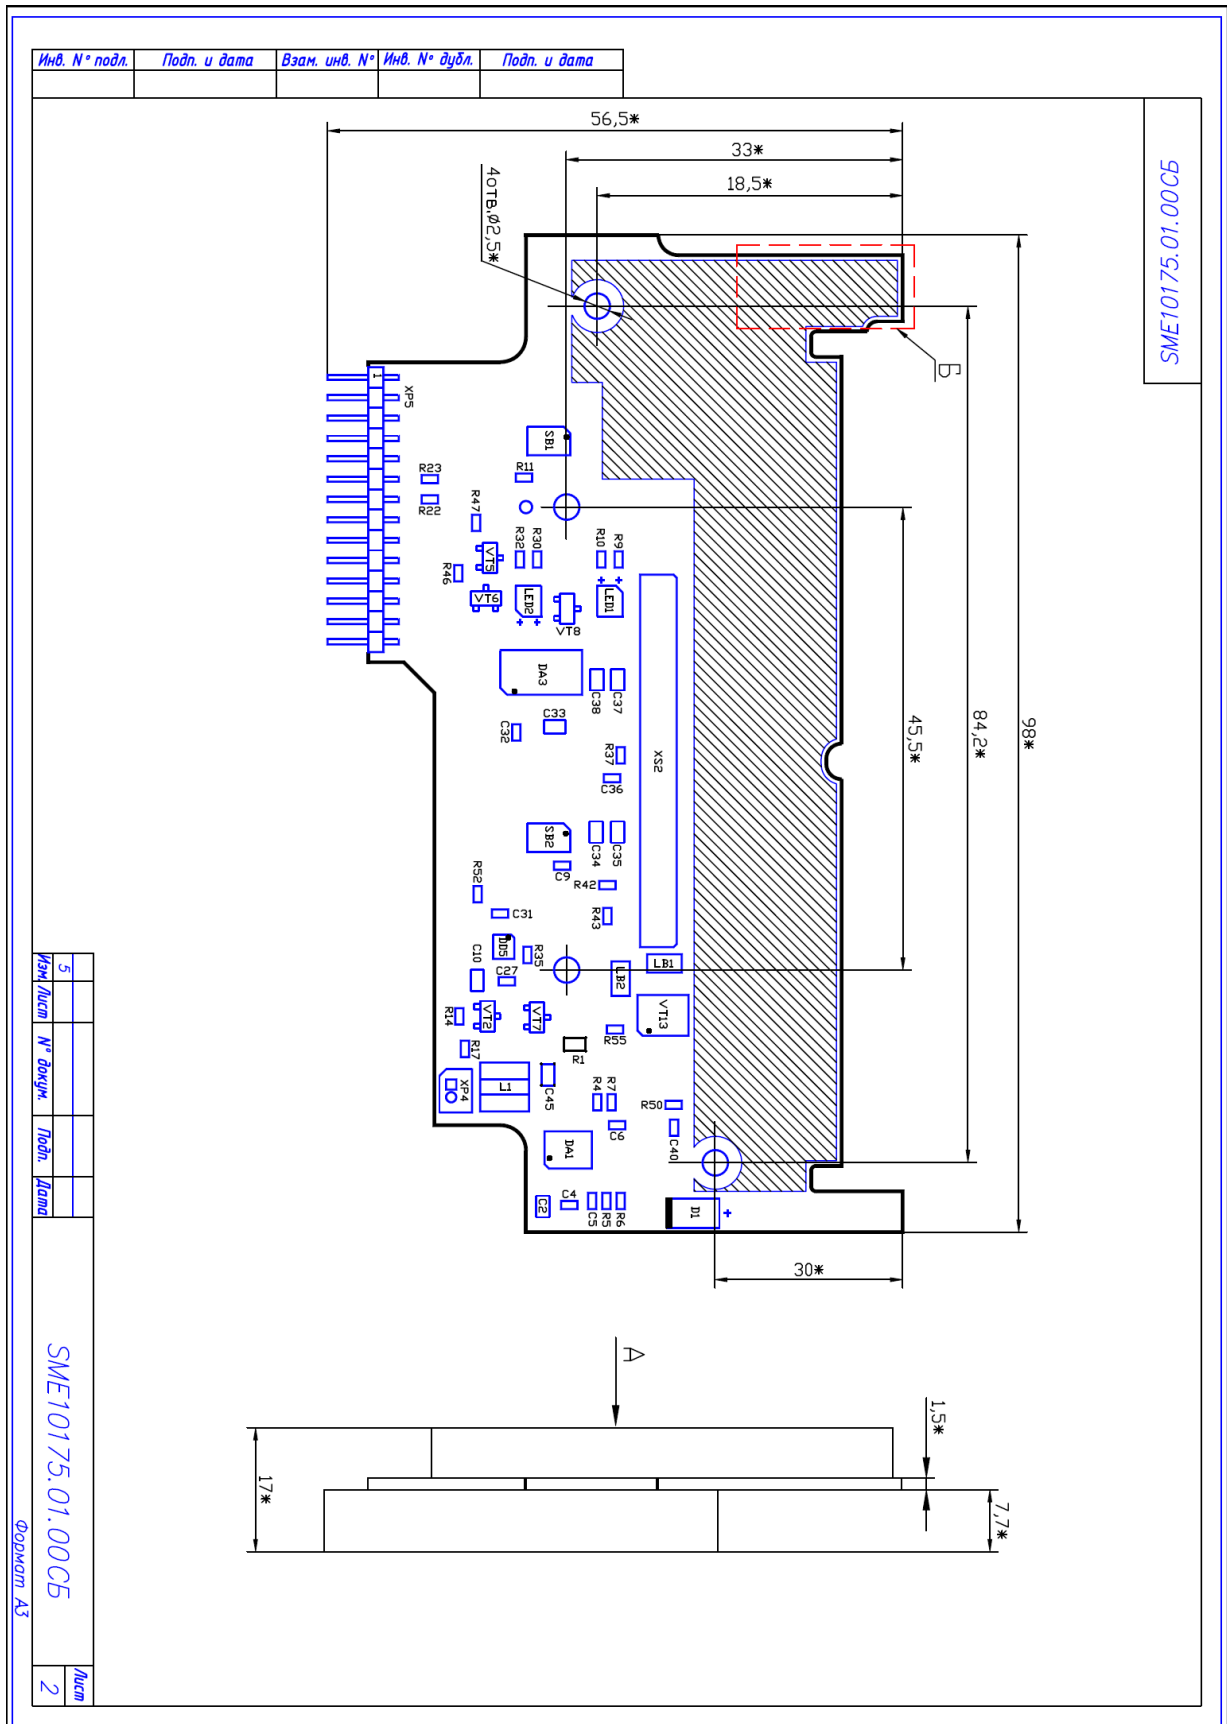 Инв. № подл.
Подп. и дата
Взам. инв. №
Инв. № дубл.
Подп. и дата
SME10175.01.00СБ
56,5*
33*
18,5*
4отв.Ø2,5*
Б
98*
84,2*
45,5*
30*
1
XP5
SB1
R23
R22
R11
R47
R46
VT5
VT6
R32
R30
R10
R9
LED2
LED1
VT8
DA3
C38
C37
C33
C32
R37
C36
XS2
SB2
C34
C35
C9
R42
R43
R52
C31
DD5
R35
C10
C27
LB1
LB2
VT13
R14
VT2
VT7
R55
R17
R1
XP4
L1
C45
R4
R7
C6
R50
C40
DA1
C2
C4
C5
R5
R6
D1
А
1,5*
7,7*
17*
5
Изм.
Лист
№ докум.
Подп.
Дата
SME10175.01.00СБ
Лист
2
Формат А3